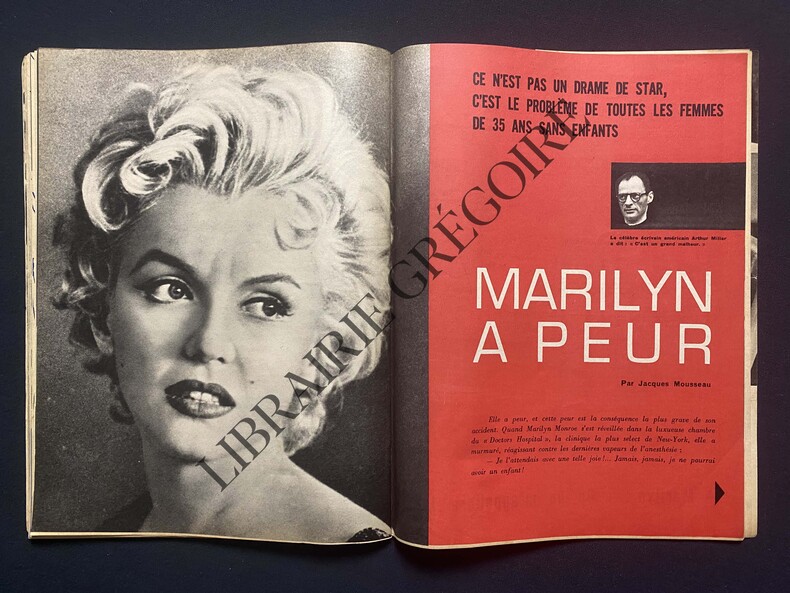 CE N'EST PAS UN DRAME DE STAR,
C'EST LE PROBLÈME DE TOUTES LES FEMMES
DE 35 ANS SANS ENFANTS
Le célèbre écrivain américain Arthur Miller
a dit : « C'est un grand malheur. »
MARILYN
A PEUR
Par Jacques Mousseau
Elle a peur, et cette peur est la conséquence la plus grave de son
accident. Quand Marilyn Monroe s'est réveillée dans la luxueuse chambre
du « Doctors Hospital », la clinique la plus select de New-York, elle a
murmuré, réagissant contre les dernières vapeurs de l'anesthésie :
— Je l'attendais avec une telle joie !... Jamais, jamais, je ne pourrai
avoir un enfant !
LIBRAIRIE GRÉGOIRE